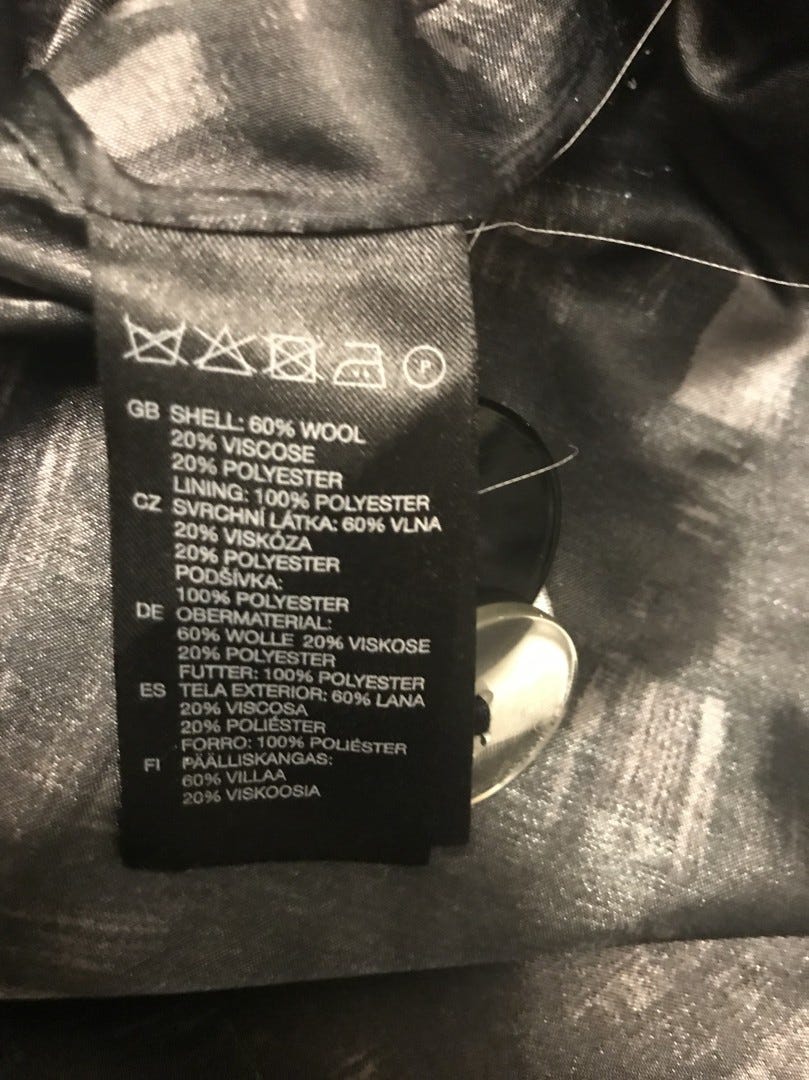 P
GB SHELL: 60% WOOL
20% VISCOSE
20% POLYESTER
LINING: 100% POLYESTER
CZ SVRCHNÍ LÁTKA: 60% VLNA
20% VISKÓZA
20% POLYESTER
PODŠÍVKA:
100% POLYESTER
DE OBERMATERIAL:
60% WOLLE 20% VISKOSE
20% POLYESTER
FUTTER: 100% POLYESTER
ES TELA EXTERIOR: 60% LANA
20% VISCOSA
20% POLIÉSTER
FORRO: 100% POLIÉSTER
FI PÄÄLLISKANGAS:
60% VILLAA
20% VISKOOSIA